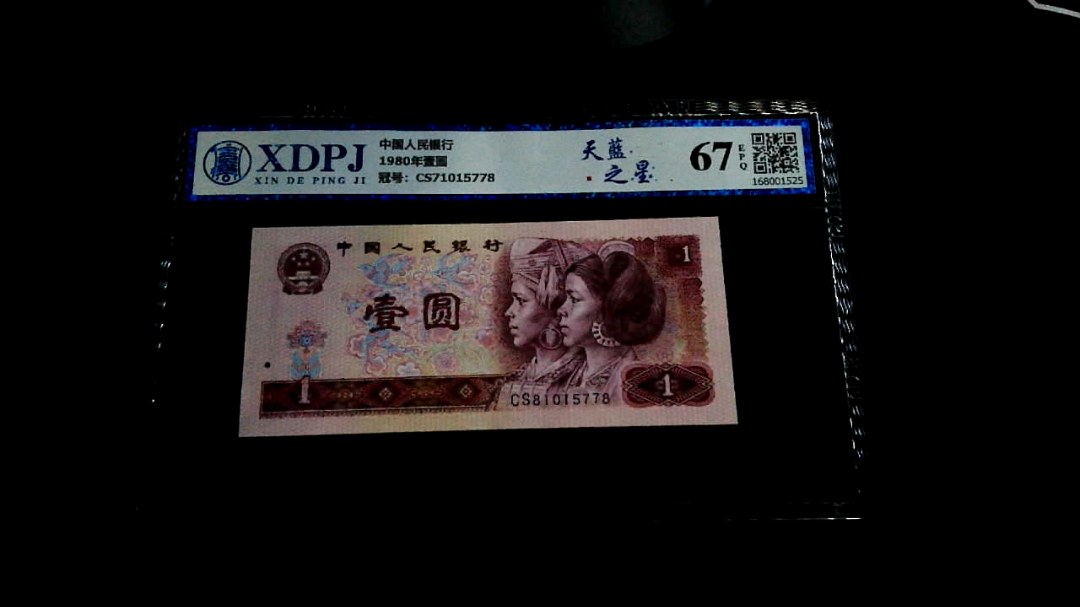 XDPJ
XIN DE PING JI
中国人民银行
1980年壹圆
冠号：CS71015778
天蓝
之星
67
EPQ
168001525
中国人民银行
1
壹圆
1
CS81015778
1